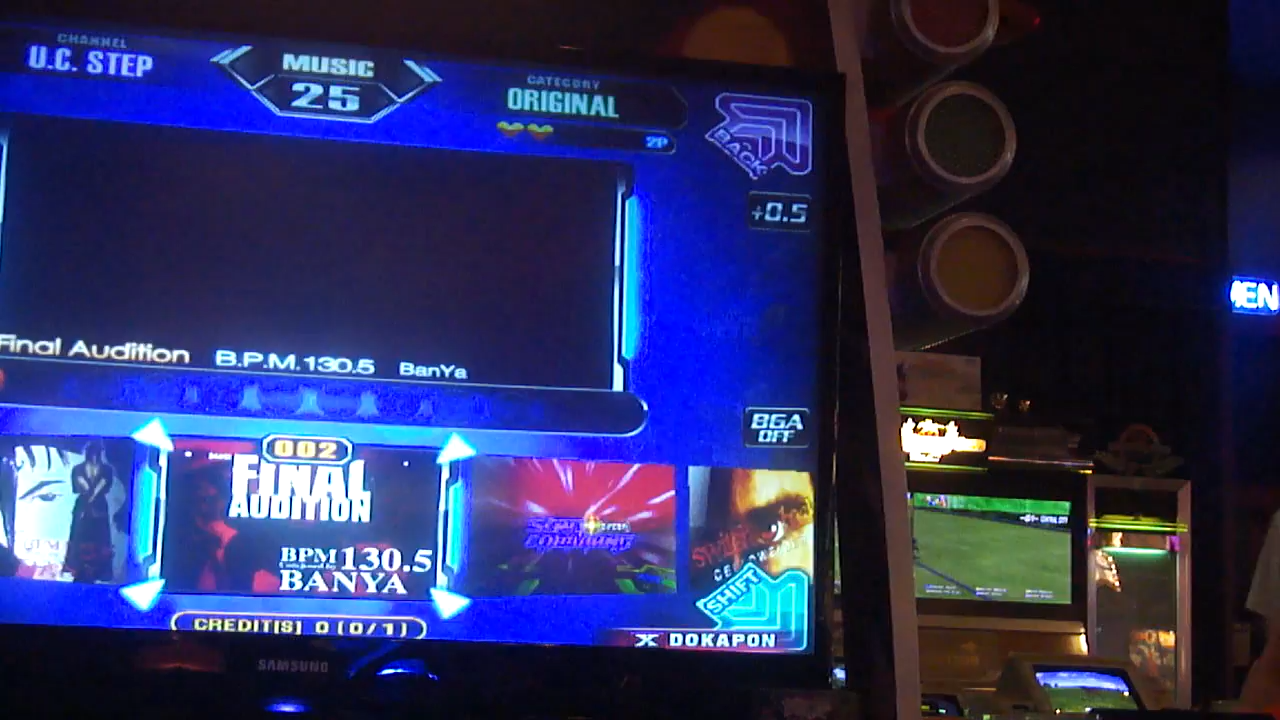 CHANNEL
U.C. STEP
MUSIC
25
CATEGORY
ORIGINAL
2P
BACK
+0.5
Final Audition B.P.M.130.5 BanYa
BGA
OFF
002
FINAL
AUDITION
BPM 130.5
BANYA
SHIFT
CREDIT[S] 0 (0/1)
X DOKAPON
SAMSUNG
MEN